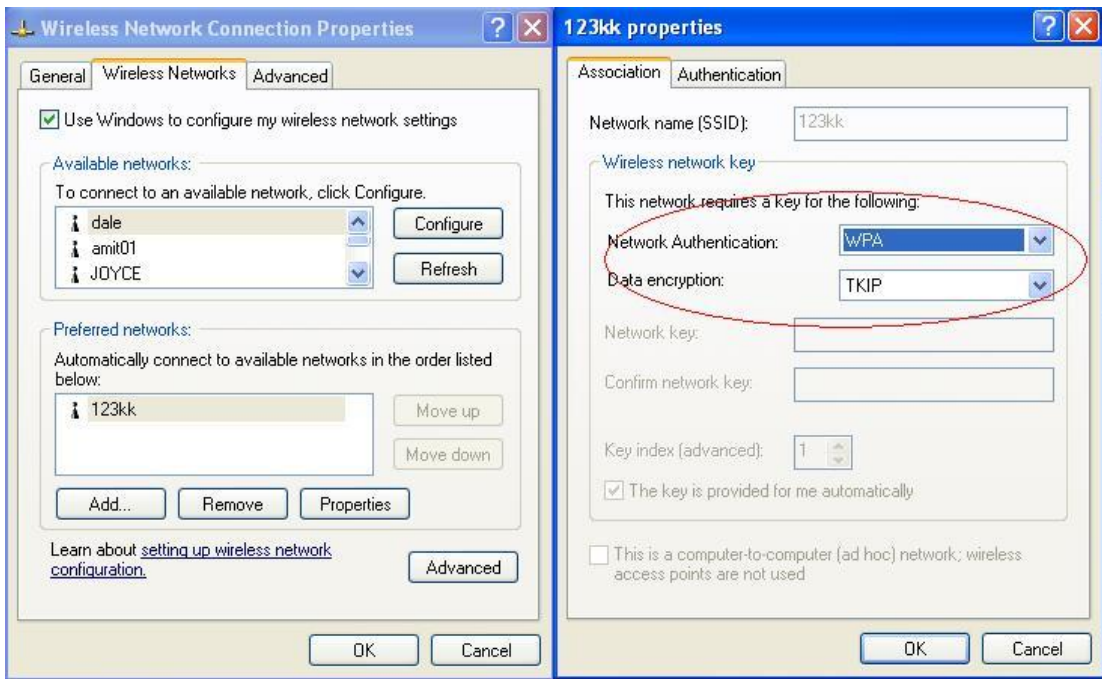 Wireless Network Connection Properties
General Wireless Networks Advanced
Use Windows to configure my wireless network settings
Available networks:
To connect to an available network, click Configure.
dale
amit01
JOYCE
Configure
Refresh
Preferred networks:
Automatically connect to available networks in the order listed
below:
123kk
Move up
Move down
Add... Remove Properties
Learn about setting up wireless network
configuration.
Advanced
OK Cancel
123kk properties
Association Authentication
Network name (SSID): 123kk
Wireless network key
This network requires a key for the following:
Network Authentication: WPA
Data encryption: TKIP
Network key:
Confirm network key:
Key index (advanced): 1
The key is provided for me automatically
This is a computer-to-computer (ad hoc) network; wireless
access points are not used
OK Cancel